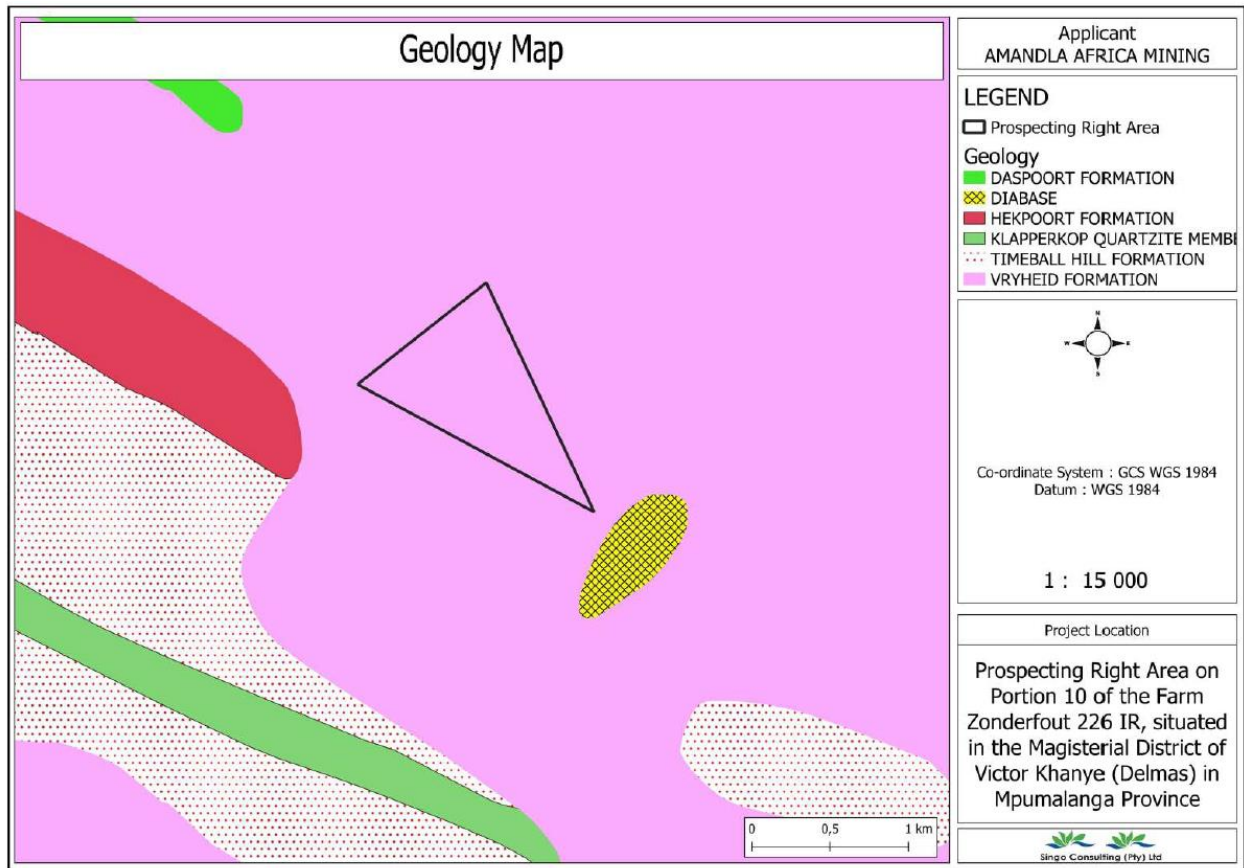 Geology Map
Applicant
AMANDLA AFRICA MINING
LEGEND
Prospecting Right Area
Geology
DASPOORT FORMATION
DIABASE
HEKPOORT FORMATION
KLAPPERKOP QUARTZITE MEMBE
TIMEBALL HILL FORMATION
VRYHEID FORMATION
N
W E
S
Co-ordinate System : GCS WGS 1984
Datum : WGS 1984
1 : 15 000
Project Location
Prospecting Right Area on
Portion 10 of the Farm
Zonderfout 226 IR, situated
in the Magisterial District of
Victor Khanye (Delmas) in
Mpumalanga Province
0 0,5 1 km
Singo Consulting (Pty) Ltd